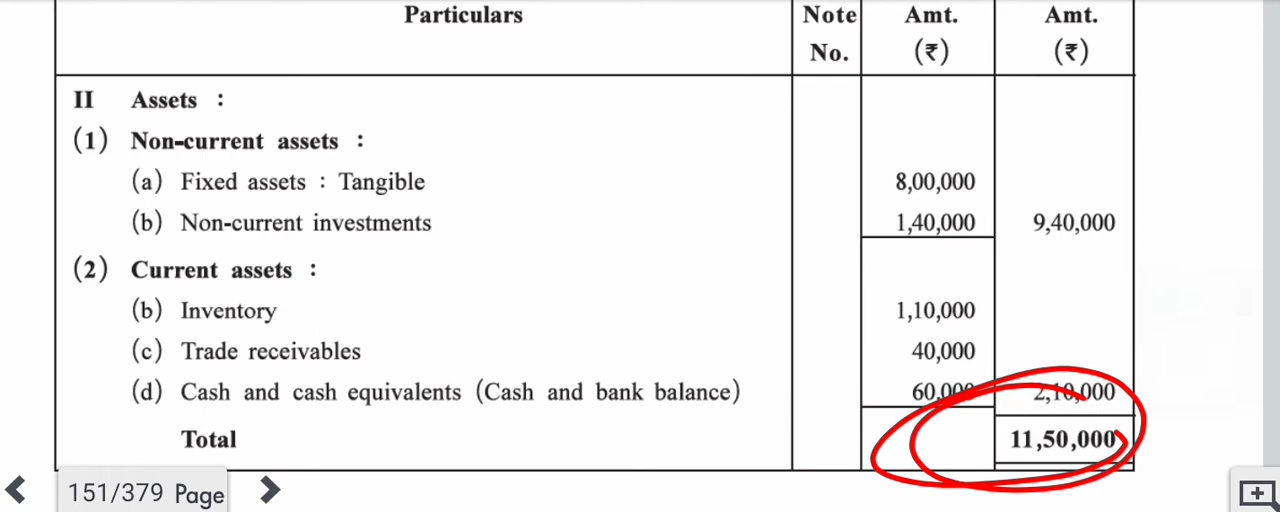 Particulars Note Amt. Amt.
No. (₹) (₹)
II Assets :
(1) Non-current assets :
(a) Fixed assets : Tangible 8,00,000
(b) Non-current investments 1,40,000 9,40,000
(2) Current assets :
(b) Inventory 1,10,000
(c) Trade receivables 40,000
(d) Cash and cash equivalents (Cash and bank balance) 60,000 2,10,000
Total 11,50,000
151/379 Page